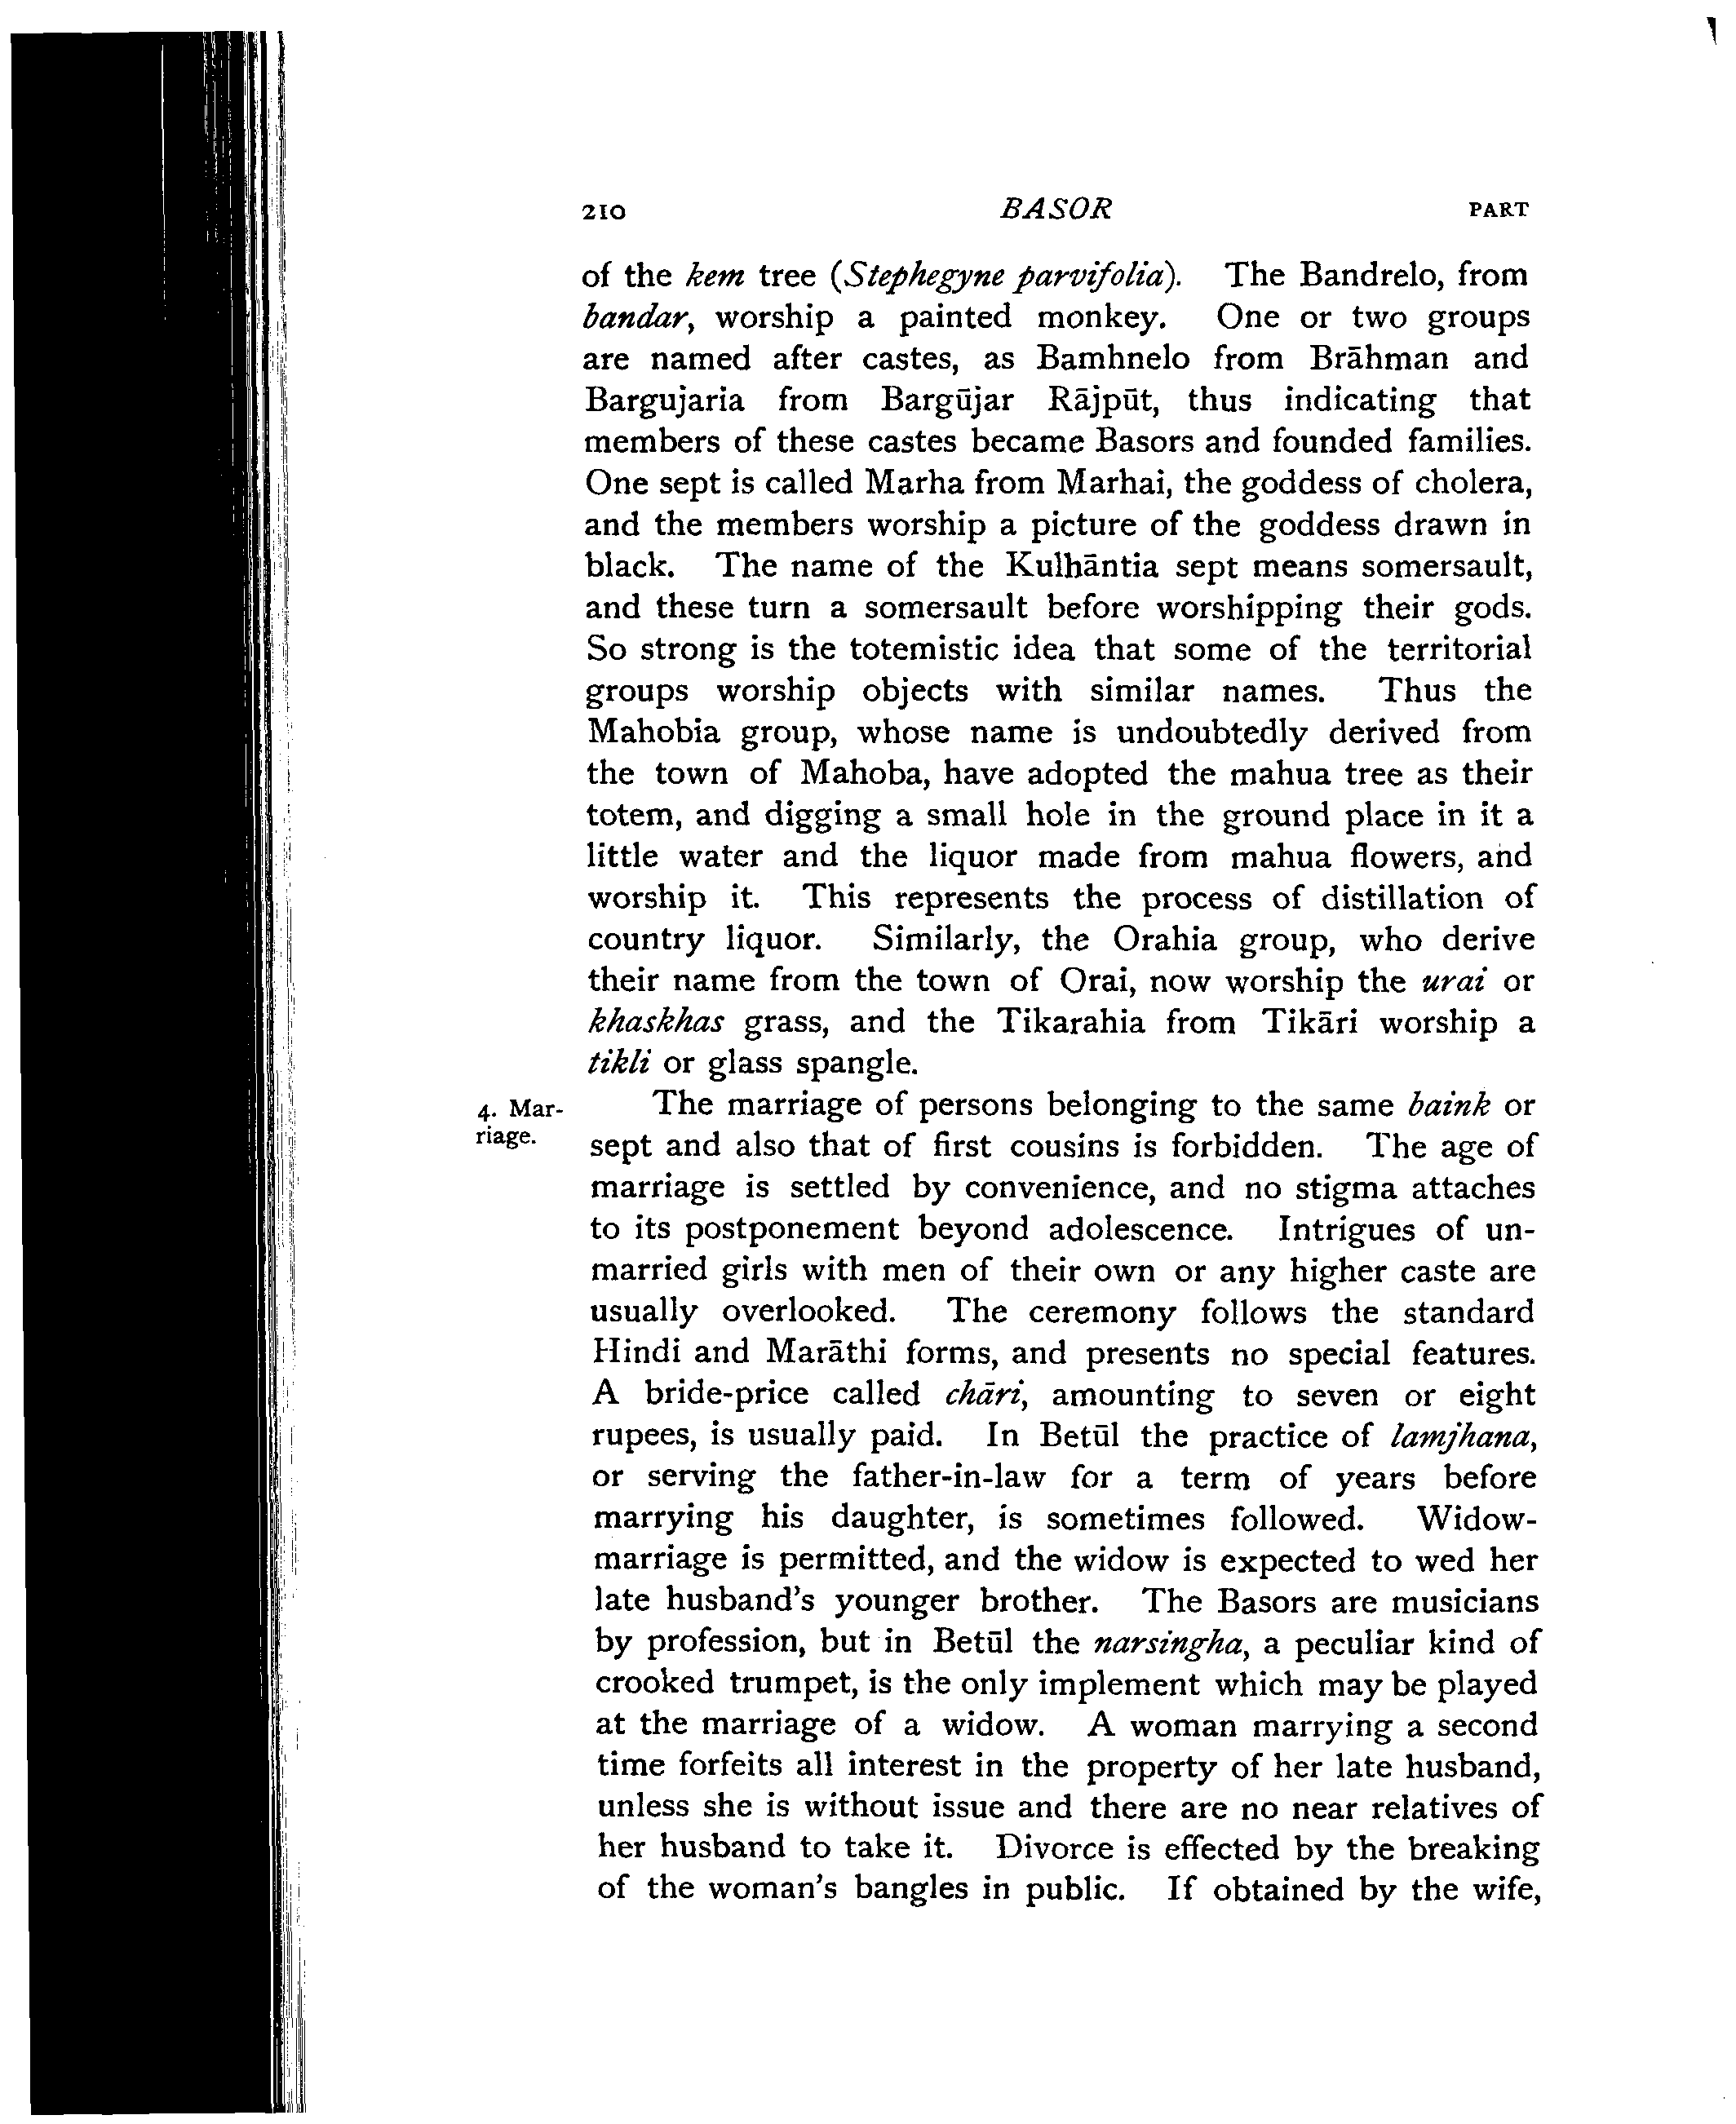 210 BASOR PART
of the kem tree (Stephegyne parvifolia). The Bandrelo, from
bandar, worship a painted monkey. One or two groups
are named after castes, as Bamhnelo from Brāhman and
Bargujaria from Bargūjar Rājpūt, thus indicating that
members of these castes became Basors and founded families.
One sept is called Marha from Marhai, the goddess of cholera,
and the members worship a picture of the goddess drawn in
black. The name of the Kulhāntia sept means somersault,
and these turn a somersault before worshipping their gods.
So strong is the totemistic idea that some of the territorial
groups worship objects with similar names. Thus the
Mahobia group, whose name is undoubtedly derived from
the town of Mahoba, have adopted the mahua tree as their
totem, and digging a small hole in the ground place in it a
little water and the liquor made from mahua flowers, and
worship it. This represents the process of distillation of
country liquor. Similarly, the Orahia group, who derive
their name from the town of Orai, now worship the urai or
khaskhas grass, and the Tikarahia from Tikāri worship a
tikli or glass spangle.
4. Mar-
riage.
The marriage of persons belonging to the same baink or
sept and also that of first cousins is forbidden. The age of
marriage is settled by convenience, and no stigma attaches
to its postponement beyond adolescence. Intrigues of un-
married girls with men of their own or any higher caste are
usually overlooked. The ceremony follows the standard
Hindi and Marāthi forms, and presents no special features.
A bride-price called chāri, amounting to seven or eight
rupees, is usually paid. In Betūl the practice of lamjhana,
or serving the father-in-law for a term of years before
marrying his daughter, is sometimes followed. Widow-
marriage is permitted, and the widow is expected to wed her
late husband's younger brother. The Basors are musicians
by profession, but in Betūl the narsingha, a peculiar kind of
crooked trumpet, is the only implement which may be played
at the marriage of a widow. A woman marrying a second
time forfeits all interest in the property of her late husband,
unless she is without issue and there are no near relatives of
her husband to take it. Divorce is effected by the breaking
of the woman's bangles in public. If obtained by the wife,